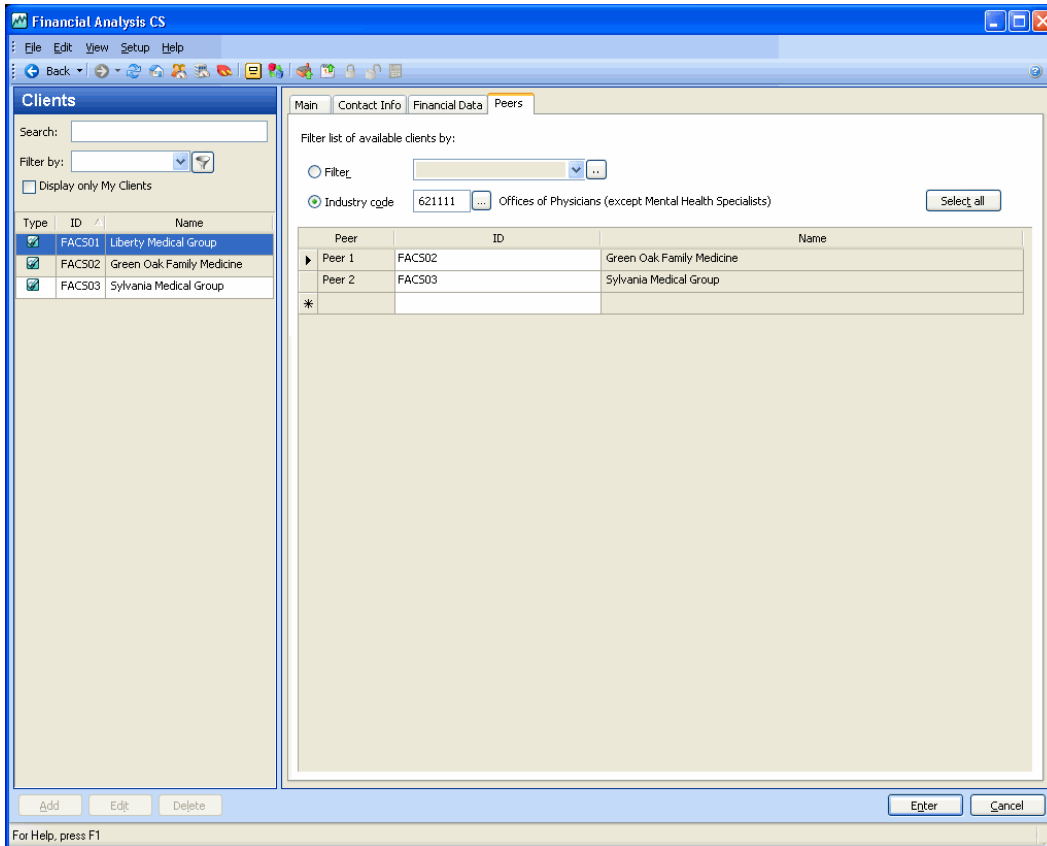 Financial Analysis CS
File Edit View Setup Help
Back
Clients
Search:
Filter by:
Display only My Clients
Type ID Name
FACS01 Liberty Medical Group
FACS02 Green Oak Family Medicine
FACS03 Sylvania Medical Group
Main Contact Info Financial Data Peers
Filter list of available clients by:
Filter
..
Industry code 621111 ... Offices of Physicians (except Mental Health Specialists) Select all
Peer ID Name
Peer 1 FACS02 Green Oak Family Medicine
Peer 2 FACS03 Sylvania Medical Group
Add Edit Delete
Enter Cancel
For Help, press F1